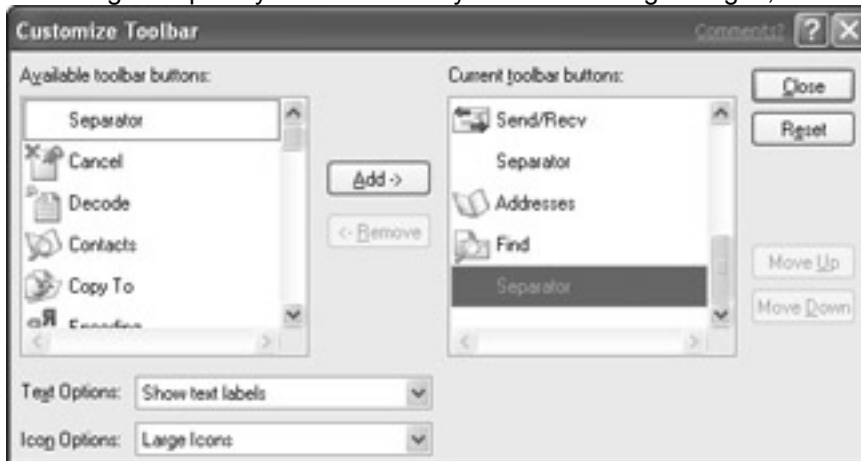 Customize Toolbar
Comments? ? X
Available toolbar buttons:
Separator
Cancel
Decode
Contacts
Copy To
Encoding
Add ->
<- Remove
Current toolbar buttons:
Send/Recv
Separator
Addresses
Find
Separator
Close
Reset
Move Up
Move Down
Text Options: Show text labels
Icon Options: Large Icons